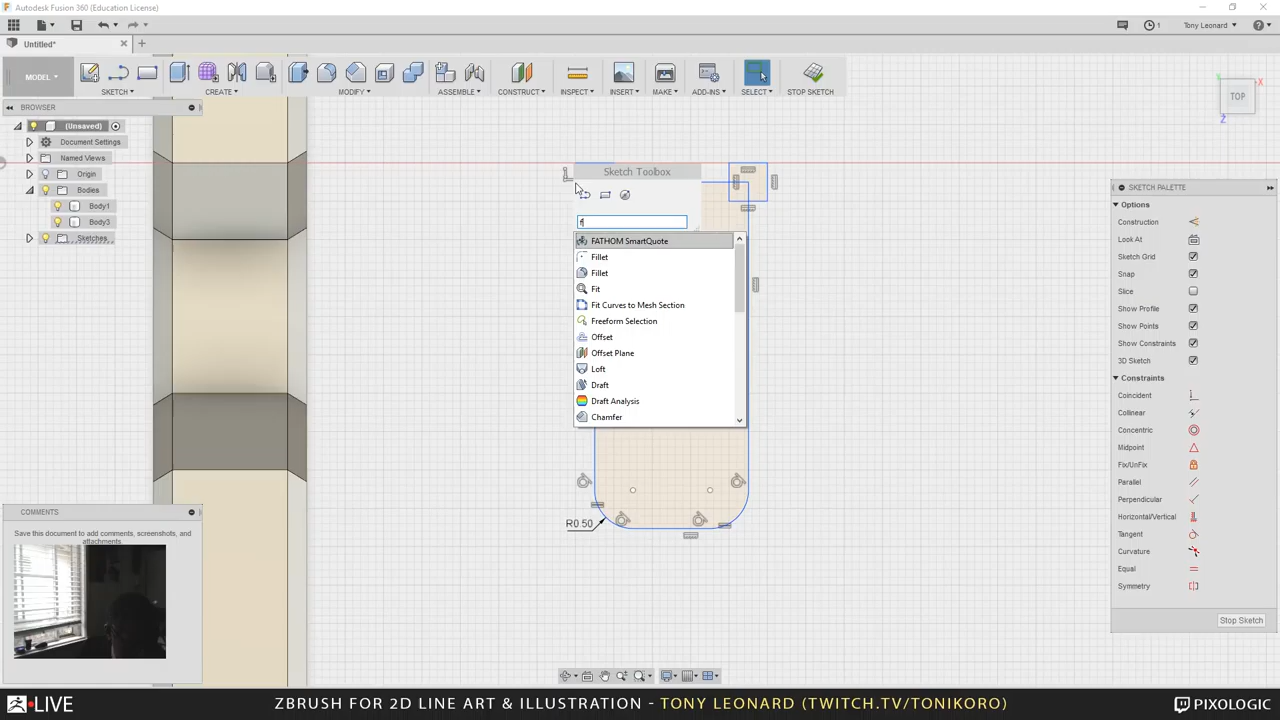 Autodesk Fusion 360 (Education License)
Tony Leonard
Untitled*
MODEL
SKETCH CREATE MODIFY ASSEMBLE CONSTRUCT INSPECT INSERT MAKE ADD-INS SELECT STOP SKETCH
BROWSER
(Unsaved)
Document Settings
Named Views
Origin
Bodies
Body1
Body3
Sketches
TOP
X
Z
Sketch Toolbox
f
FATHOM SmartQuote
Fillet
Fillet
Fit
Fit Curves to Mesh Section
Freeform Selection
Offset
Offset Plane
Loft
Draft
Draft Analysis
Chamfer
R0.50
SKETCH PALETTE
Options
Construction
Look At
Sketch Grid
Snap
Slice
Show Profile
Show Points
Show Constraints
3D Sketch
Constraints
Coincident
Collinear
Concentric
Midpoint
Fix/UnFix
Parallel
Perpendicular
Horizontal/Vertical
Tangent
Curvature
Equal
Symmetry
Stop Sketch
COMMENTS
Save this document to add comments, screenshots, and
attachments.
LIVE
ZBRUSH FOR 2D LINE ART & ILLUSTRATION - TONY LEONARD (TWITCH.TV/TONIKORO)
PIXOLOGIC